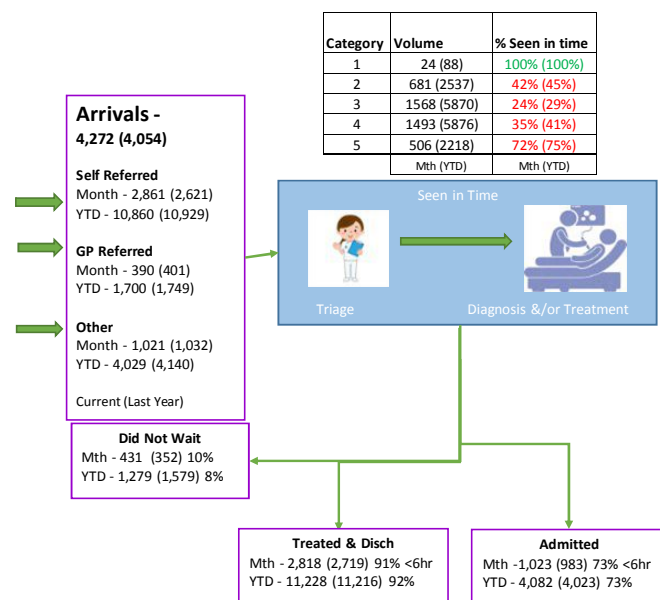 Category Volume % Seen in time
1 24 (88) 100% (100%)
2 681 (2537) 42% (45%)
3 1568 (5870) 24% (29%)
4 1493 (5876) 35% (41%)
5 506 (2218) 72% (75%)
Mth (YTD) Mth (YTD)
Arrivals -
4,272 (4,054)
Self Referred
Month - 2,861 (2,621)
YTD - 10,860 (10,929)
GP Referred
Month - 390 (401)
YTD - 1,700 (1,749)
Other
Month - 1,021 (1,032)
YTD - 4,029 (4,140)
Current (Last Year)
Seen in Time
Triage
Diagnosis &/or Treatment
Did Not Wait
Mth - 431 (352) 10%
YTD - 1,279 (1,579) 8%
Treated & Disch
Mth - 2,818 (2,719) 91% <6hr
YTD - 11,228 (11,216) 92%
Admitted
Mth -1,023 (983) 73% <6hr
YTD - 4,082 (4,023) 73%